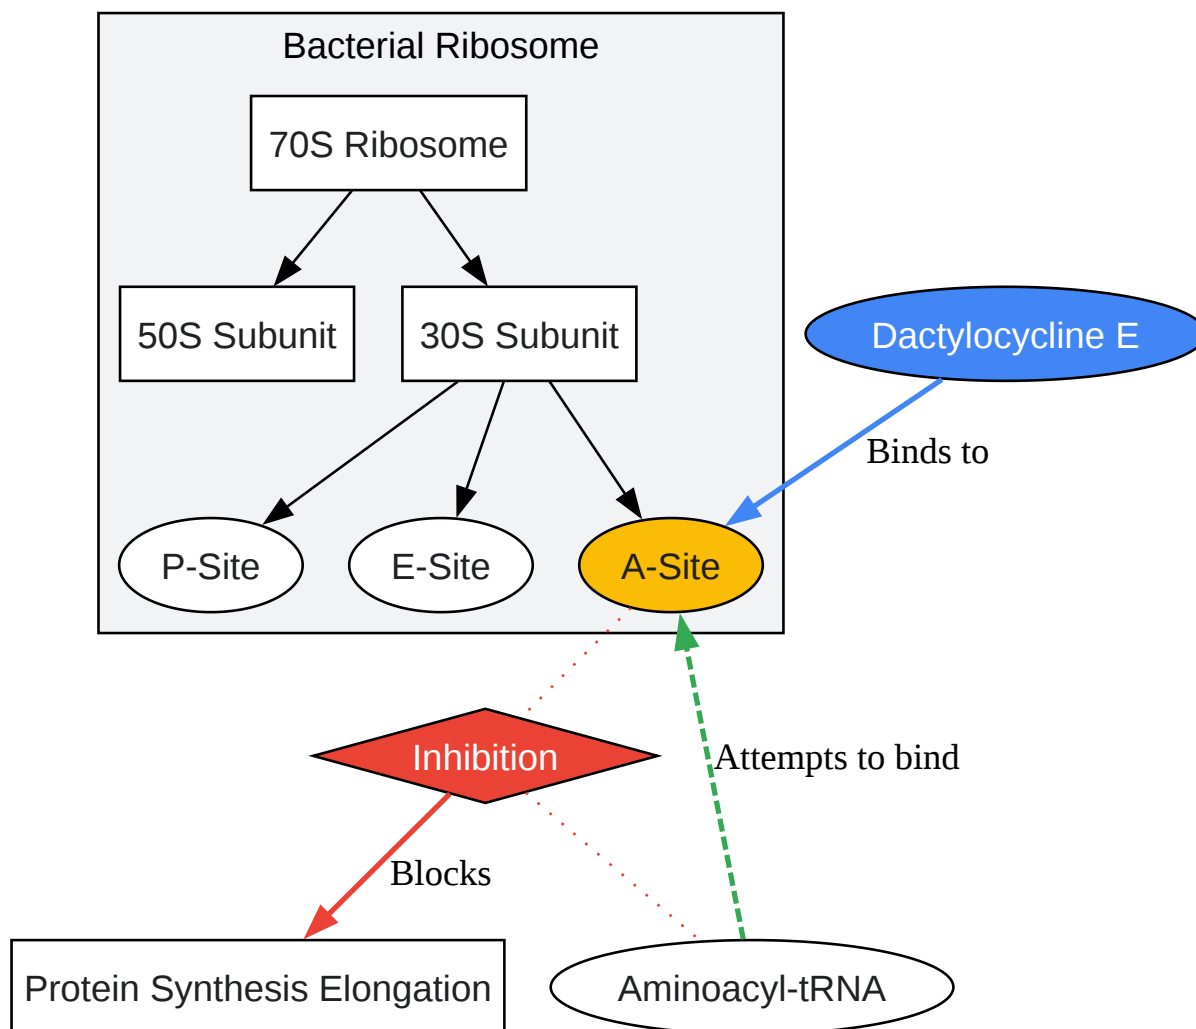 Bacterial Ribosome
70S Ribosome
50S Subunit
30S Subunit
Dactylocycline E
Binds to
P-Site
E-Site
A-Site
Inhibition
Attempts to bind
Blocks
Protein Synthesis Elongation
Aminoacyl-tRNA